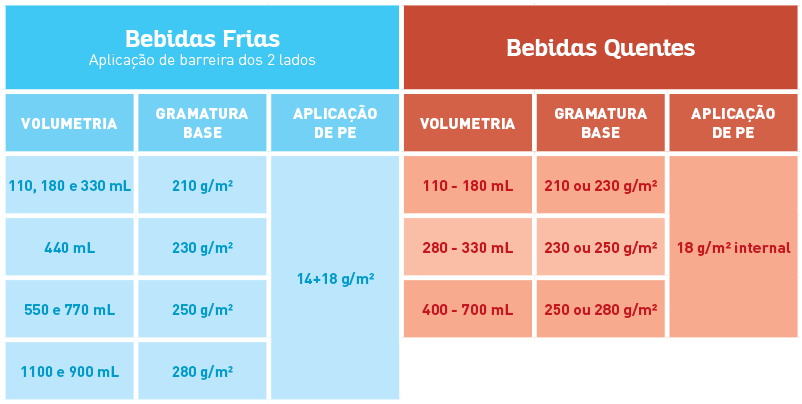 Bebidas Frias
Aplicação de barreira dos 2 lados
Bebidas Quentes
VOLUMETRIA
GRAMATURA
BASE
APLICAÇÃO
DE PE
VOLUMETRIA
GRAMATURA
BASE
APLICAÇÃO
DE PE
110, 180 e 330 mL
210 g/m²
110 - 180 mL
210 ou 230 g/m²
440 mL
230 g/m²
280 - 330 mL
230 ou 250 g/m²
18 g/m² internal
14+18 g/m²
550 e 770 mL
250 g/m²
400 - 700 mL
250 ou 280 g/m²
1100 e 900 mL
280 g/m²